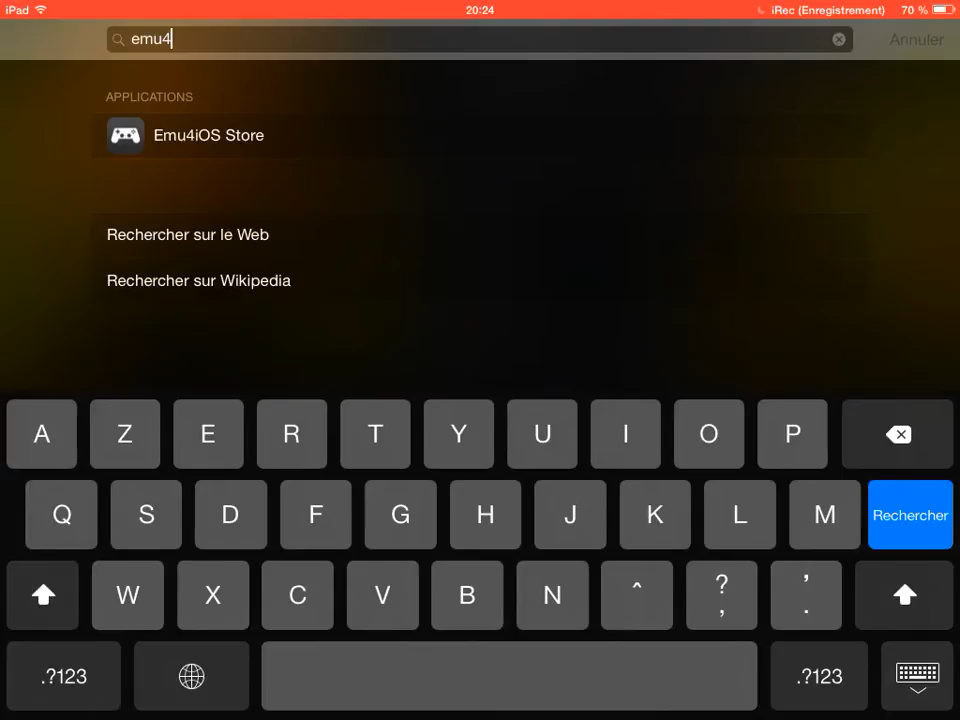 iPad 20:24 iRec (Enregistrement) 70 %
emu4 Annuler
APPLICATIONS
Emu4iOS Store
Rechercher sur le Web
Rechercher sur Wikipedia
A Z E R T Y U I O P
Q S D F G H J K L M Rechercher
W X C V B N ^ ? , ' .
.?123 .?123